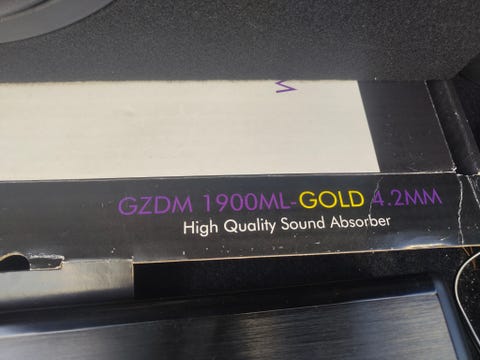 GZDM 1900ML-GOLD 4.2MM
High Quality Sound Absorber